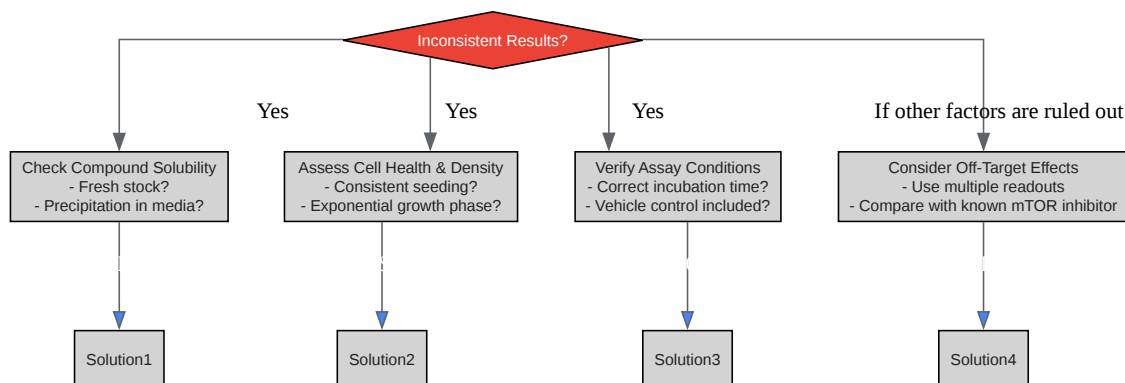 Inconsistent Results?
Yes
Yes
Yes
If other factors are ruled out
Check Compound Solubility
- Fresh stock?
- Precipitation in media?
Assess Cell Health & Density
- Consistent seeding?
- Exponential growth phase?
Verify Assay Conditions
- Correct incubation time?
- Vehicle control included?
Consider Off-Target Effects
- Use multiple readouts
- Compare with known mTOR inhibitor
Solution1
Solution2
Solution3
Solution4